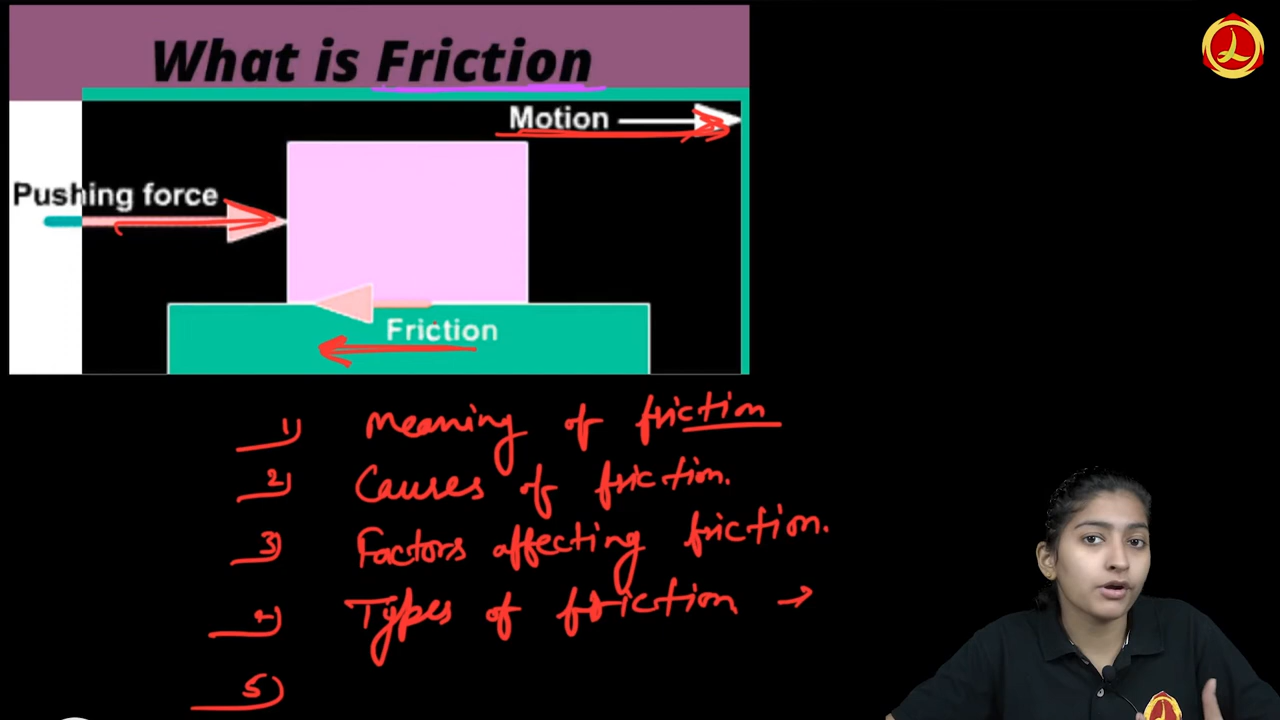 What is Friction
Motion
Pushing force
Friction
1) Meaning of friction
2) Causes of friction.
3) Factors affecting friction.
4) Types of friction →
5)